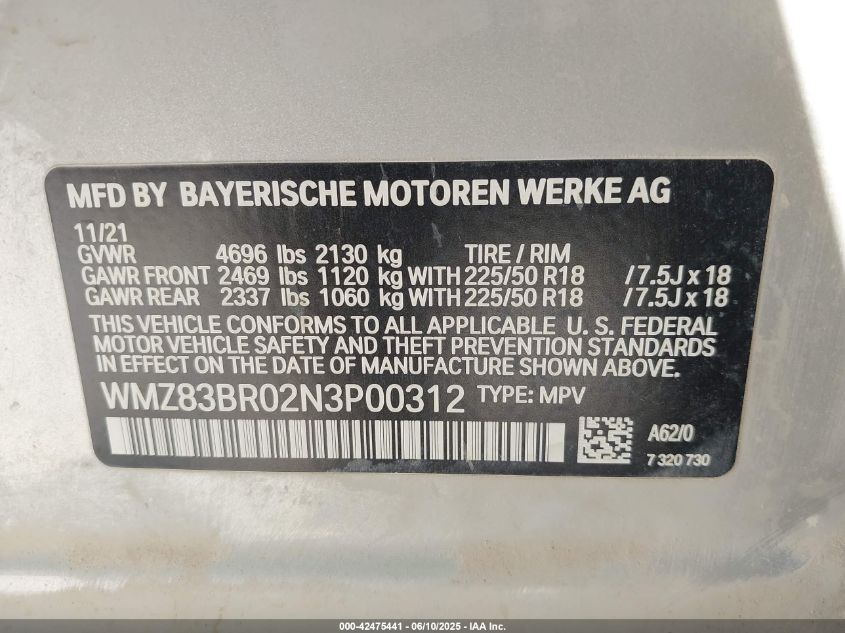 MFD BY BAYERISCHE MOTOREN WERKE AG
11/21
GVWR 4696 lbs 2130 kg TIRE / RIM
GAWR FRONT 2469 lbs 1120 kg WITH 225/50 R18 /7.5J x 18
GAWR REAR 2337 lbs 1060 kg WITH 225/50 R18 /7.5J x 18
THIS VEHICLE CONFORMS TO ALL APPLICABLE U. S. FEDERAL
MOTOR VEHICLE SAFETY AND THEFT PREVENTION STANDARDS
IN EFFECT ON THE DATE OF MANUFACTURE SHOWN ABOVE.
WMZ83BR02N3P00312 TYPE: MPV
A62/0
7 320 730
000-42475441 - 06/10/2025 - IAA Inc.